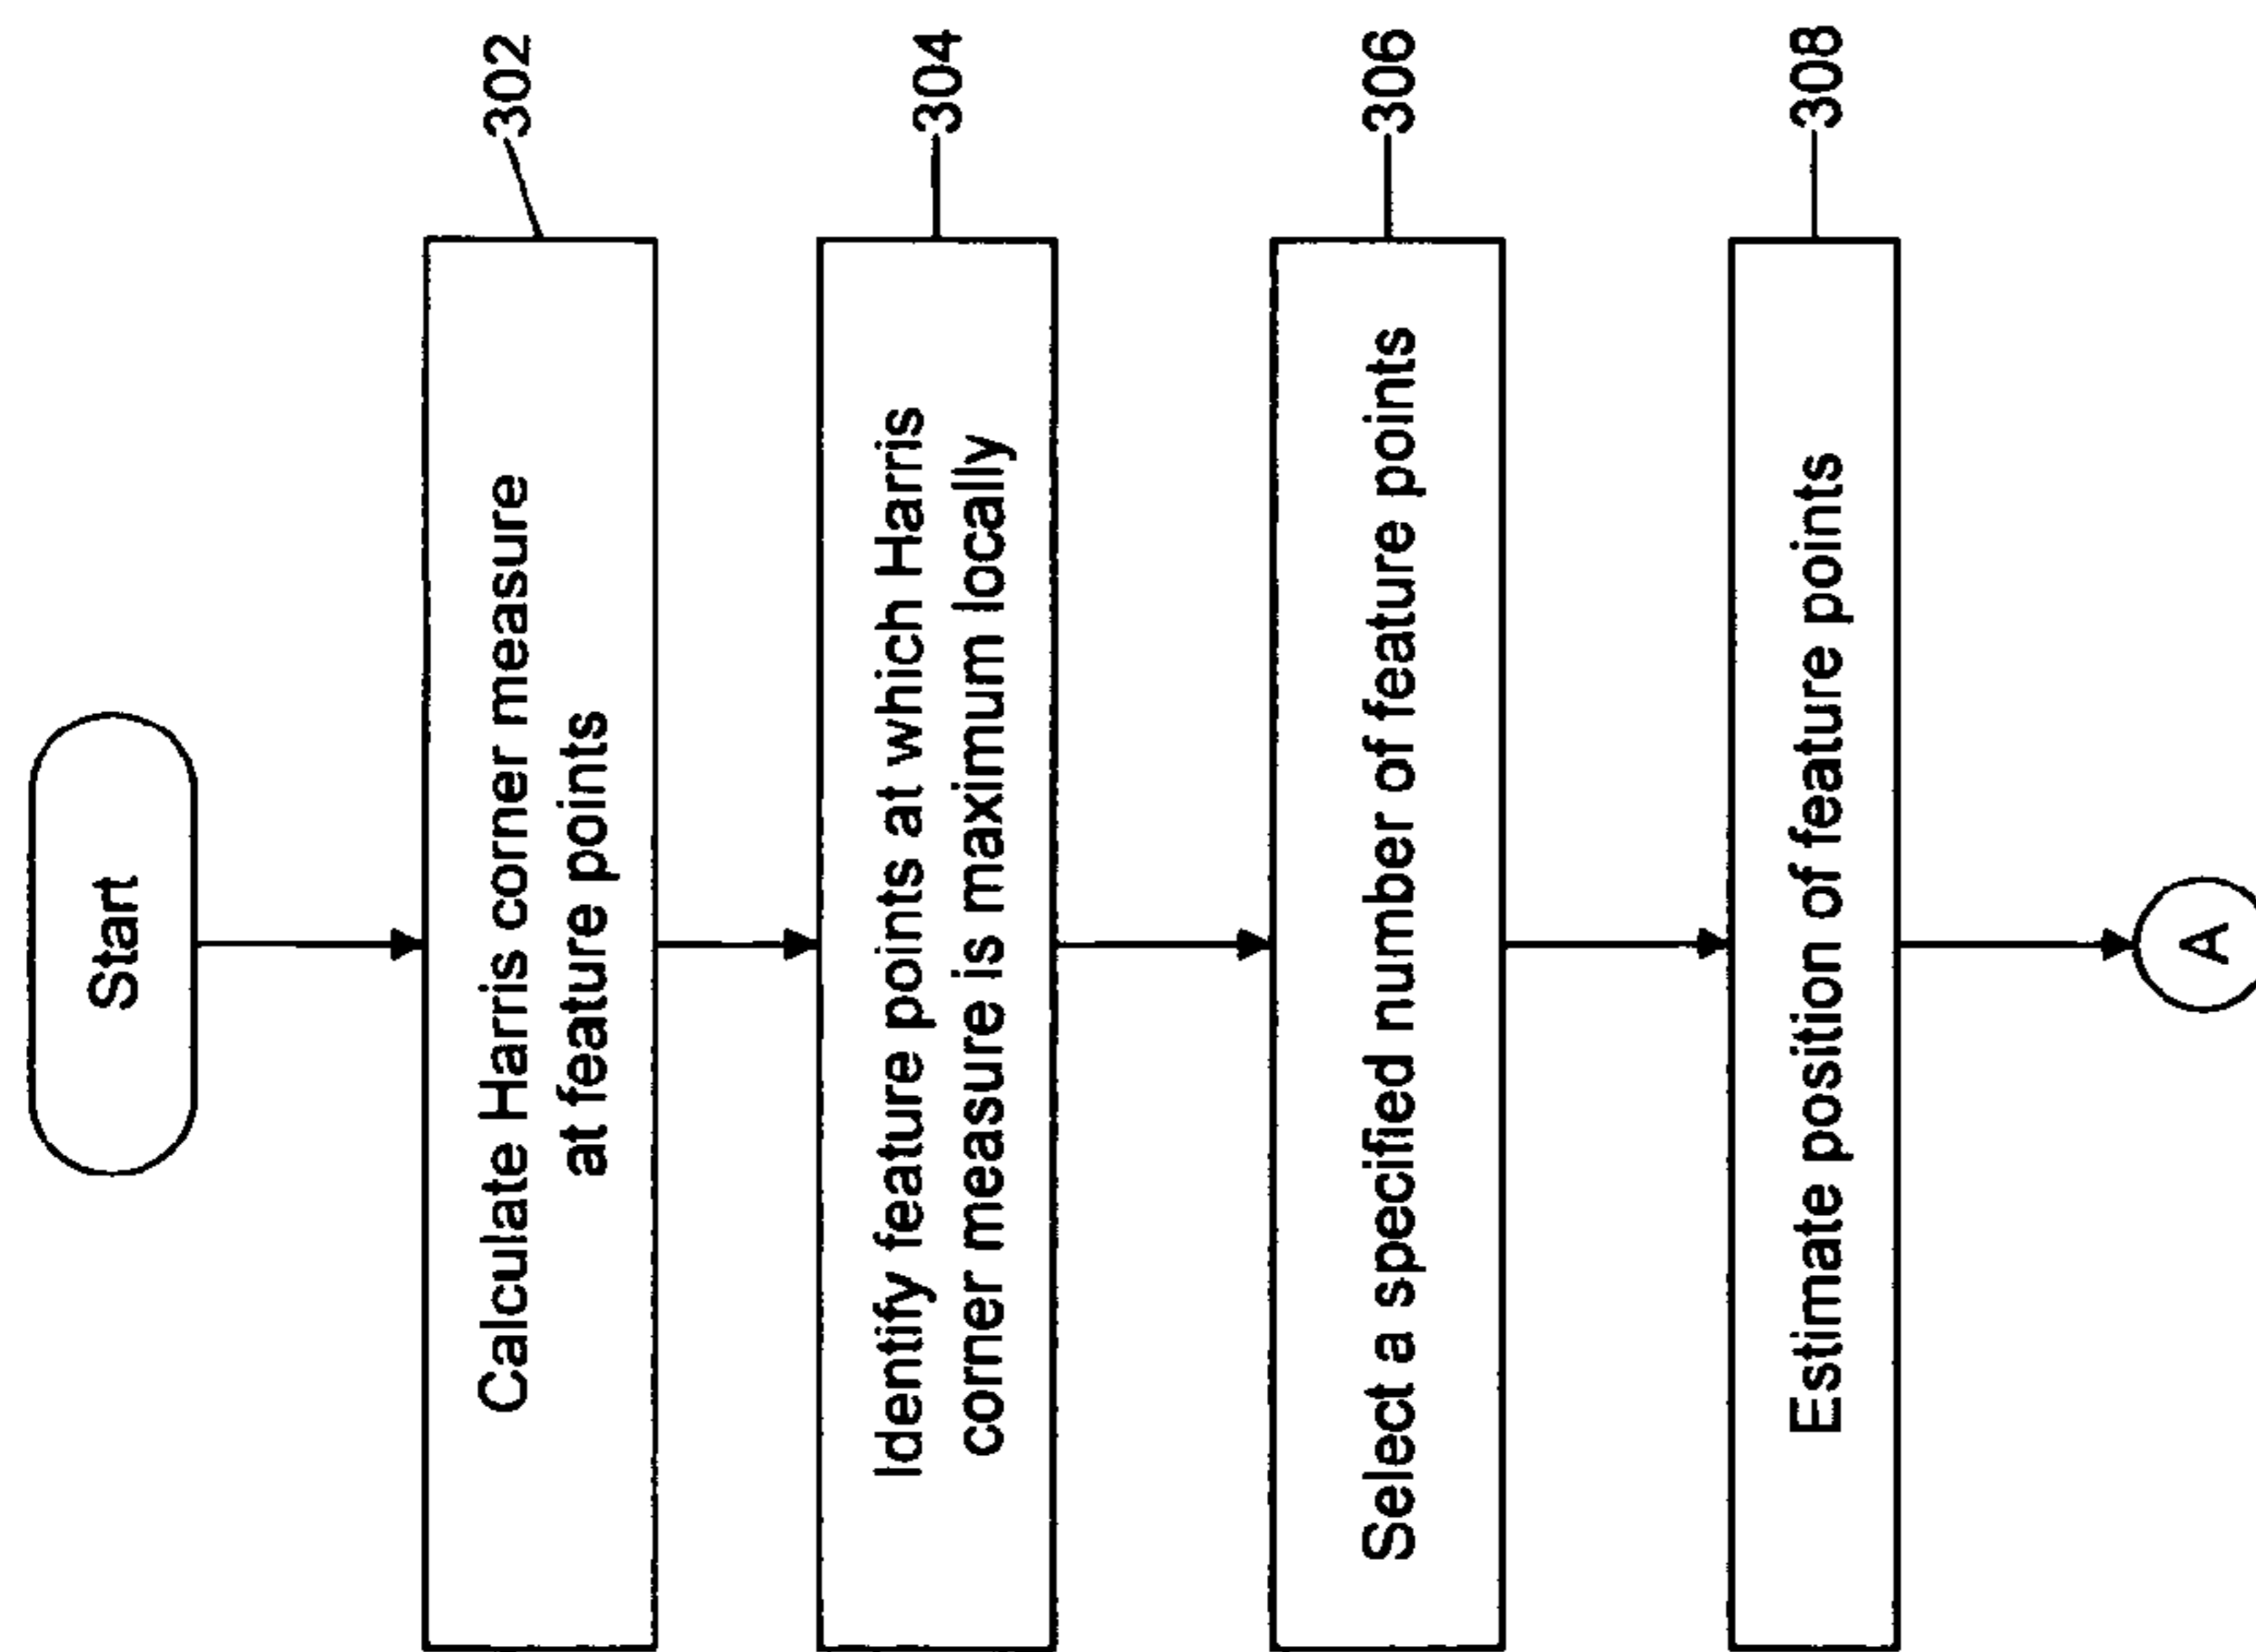 Start
Calculate Harris corner measure
at feature points
302
Identify feature points at which Harris
corner measure is maximum locally
304
Select a specified number of feature points
306
Estimate position of feature points
308
A